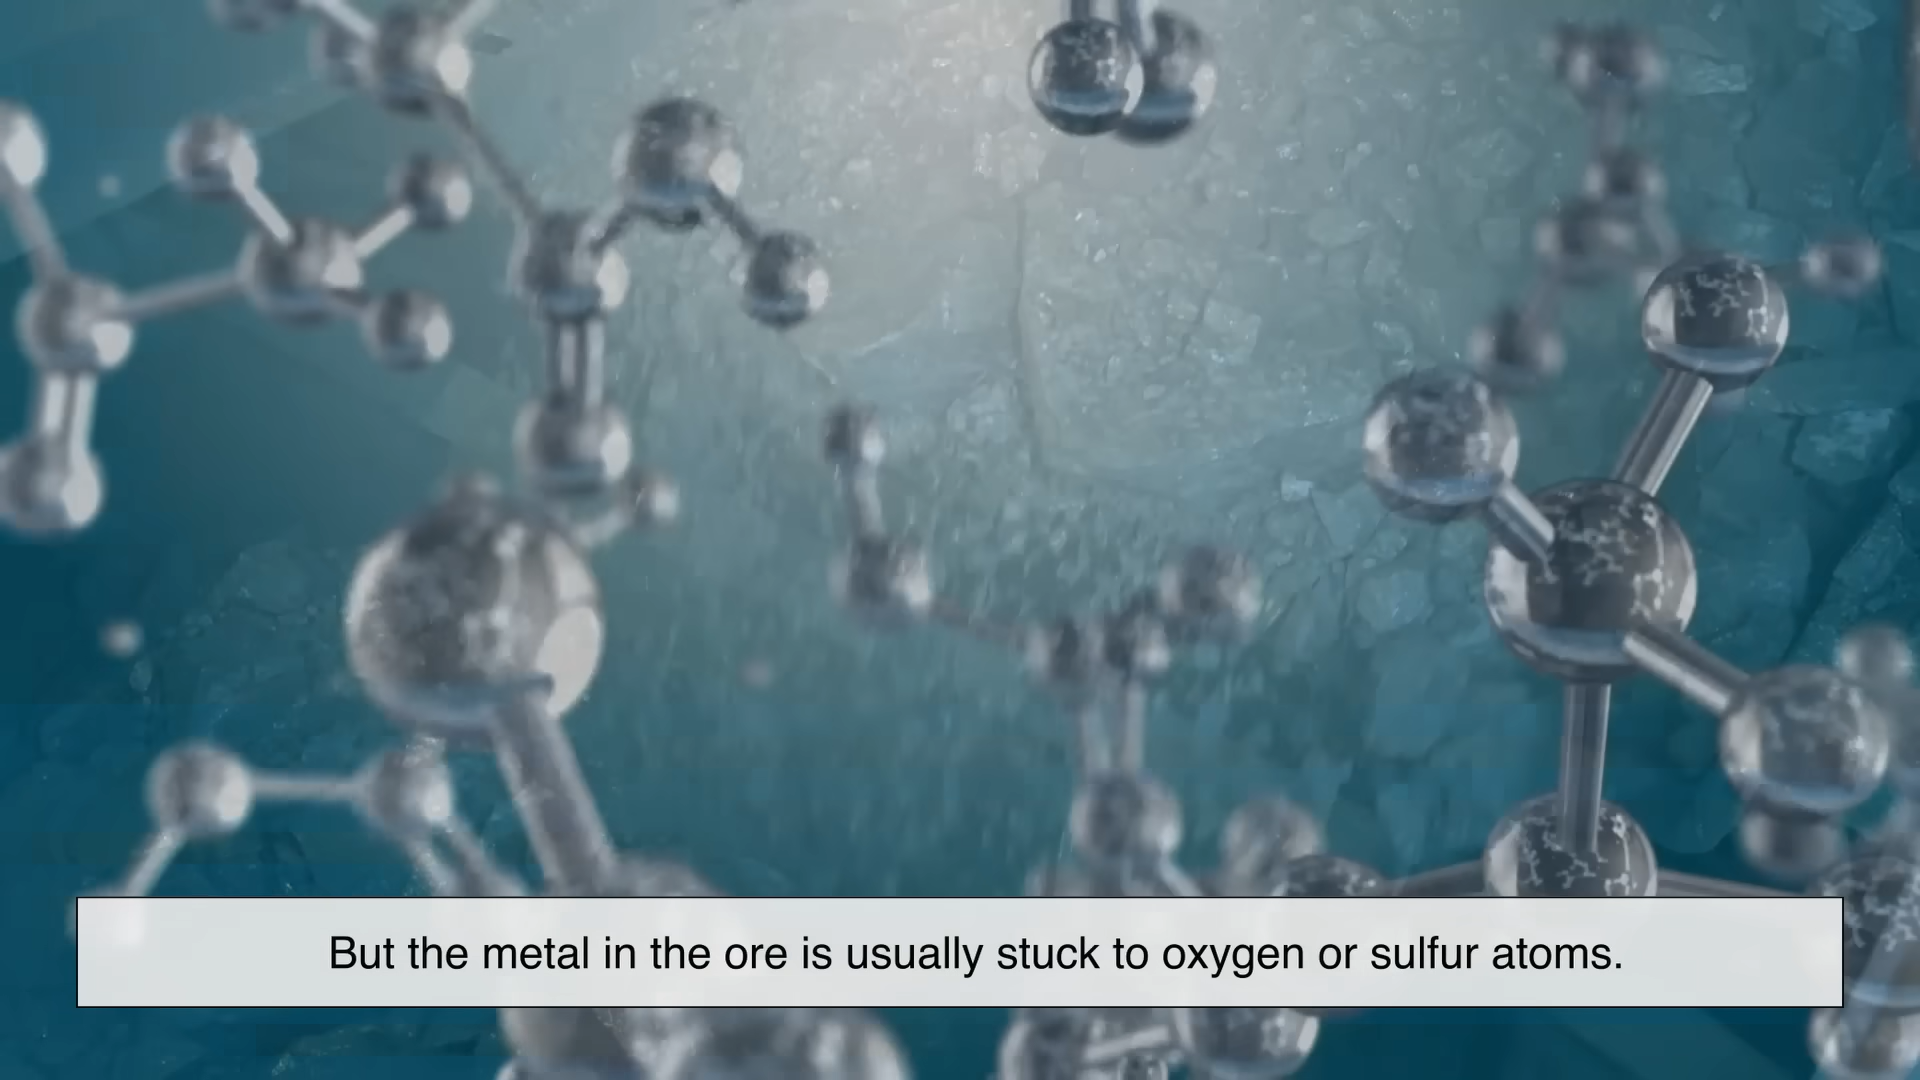 But the metal in the ore is usually stuck to oxygen or sulfur atoms.